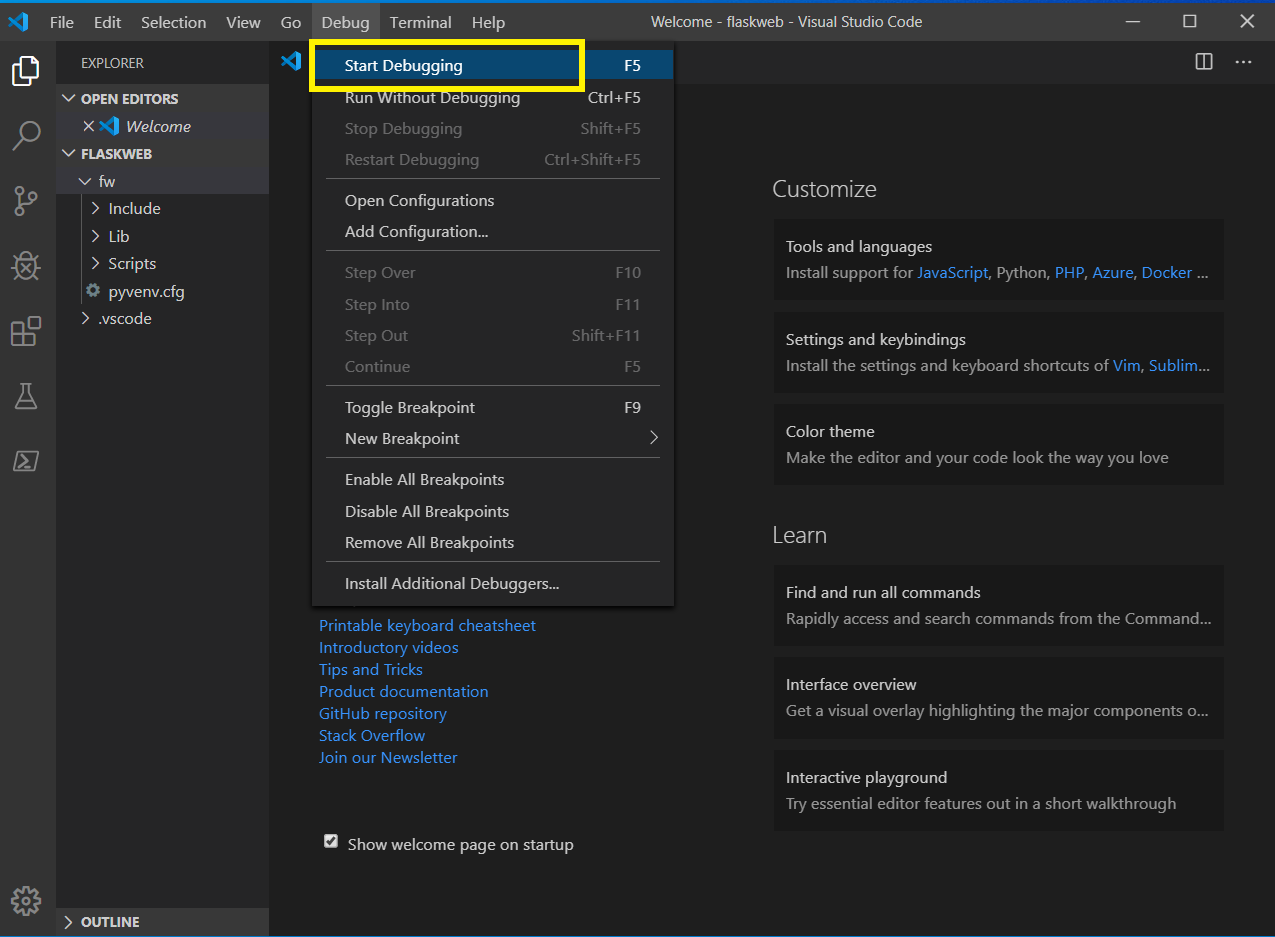 File Edit Selection View Go Debug Terminal Help Welcome - flaskweb - Visual Studio Code
EXPLORER
OPEN EDITORS
Welcome
FLASKWEB
fw
Include
Lib
Scripts
pyvenv.cfg
.vscode
OUTLINE
Start Debugging F5
Run Without Debugging Ctrl+F5
Stop Debugging Shift+F5
Restart Debugging Ctrl+Shift+F5
Open Configurations
Add Configuration...
Step Over F10
Step Into F11
Step Out Shift+F11
Continue F5
Toggle Breakpoint F9
New Breakpoint
Enable All Breakpoints
Disable All Breakpoints
Remove All Breakpoints
Install Additional Debuggers...
Printable keyboard cheatsheet
Introductory videos
Tips and Tricks
Product documentation
GitHub repository
Stack Overflow
Join our Newsletter
Show welcome page on startup
Customize
Tools and languages
Install support for JavaScript, Python, PHP, Azure, Docker ...
Settings and keybindings
Install the settings and keyboard shortcuts of Vim, Sublim...
Color theme
Make the editor and your code look the way you love
Learn
Find and run all commands
Rapidly access and search commands from the Command...
Interface overview
Get a visual overlay highlighting the major components o...
Interactive playground
Try essential editor features out in a short walkthrough